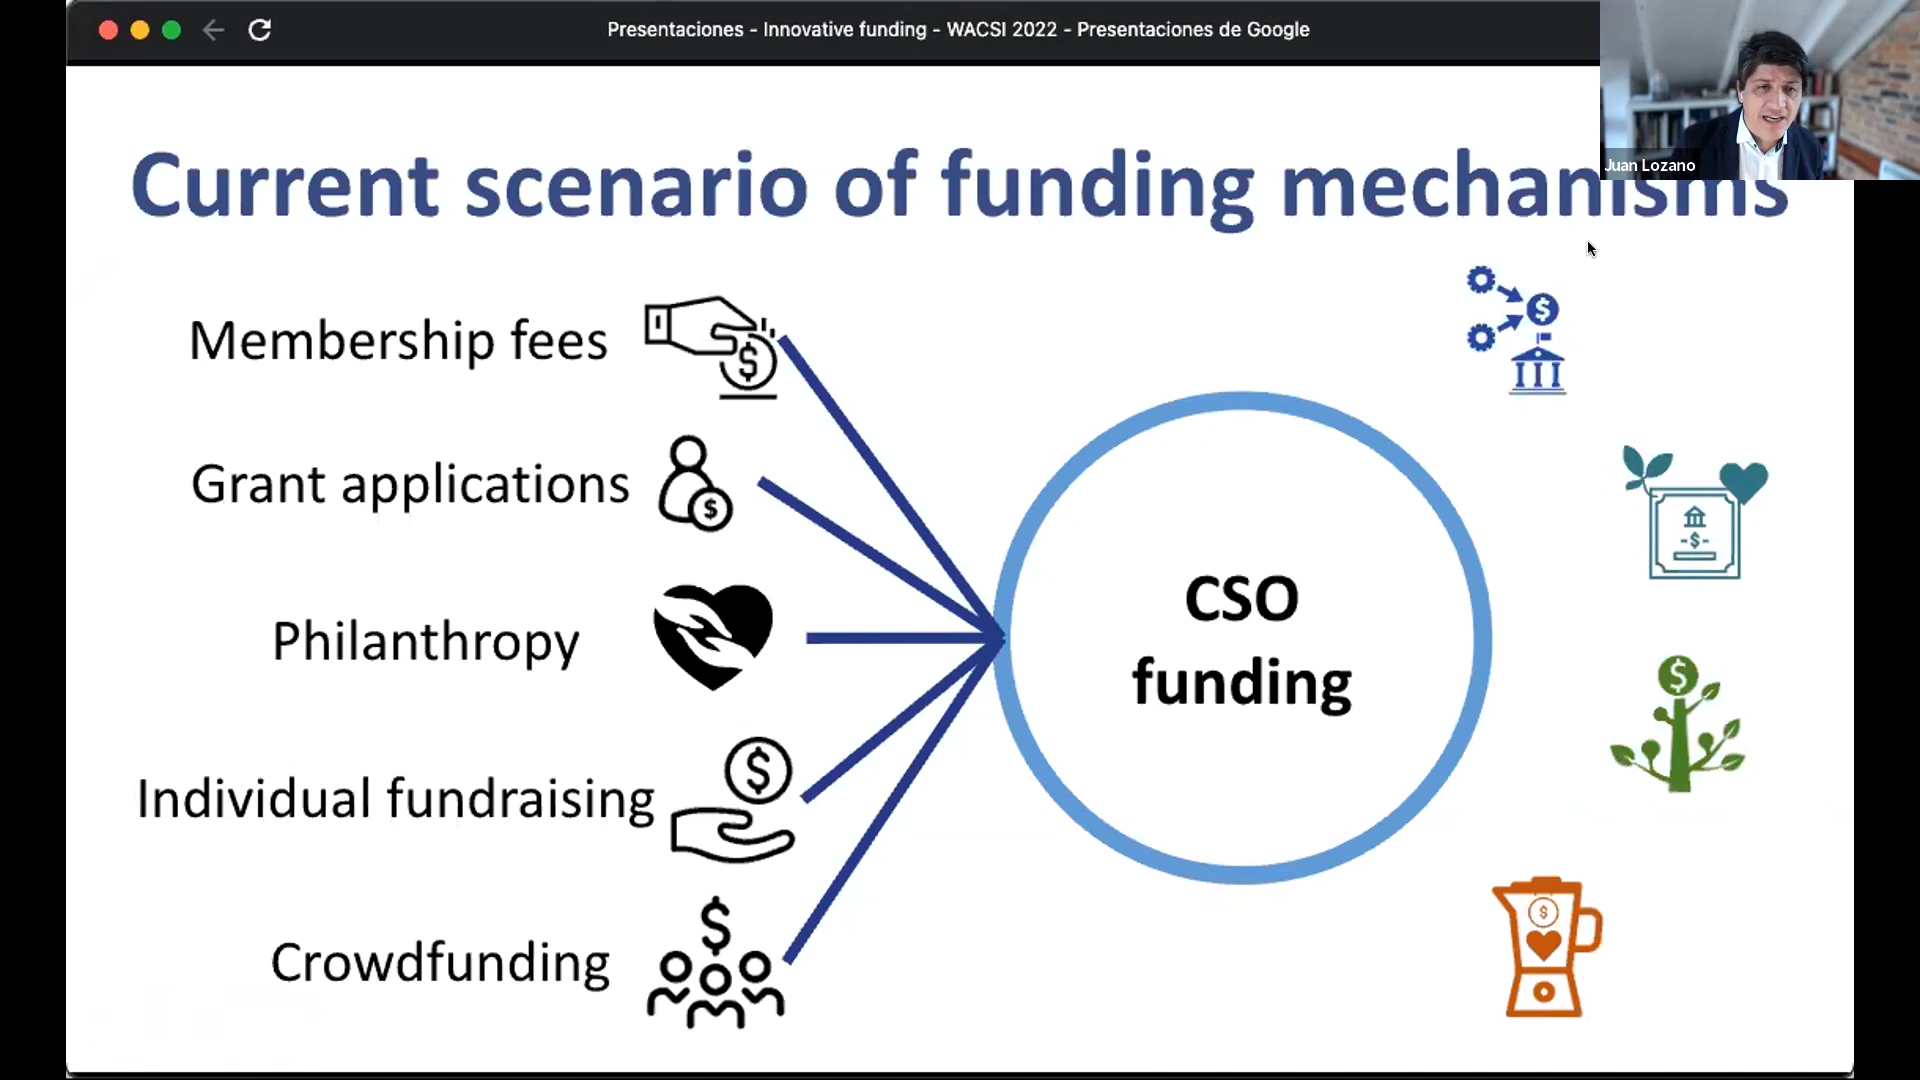 Presentaciones - Innovative funding - WACSI 2022 - Presentaciones de Google
Juan Lozano
Current scenario of funding mechanisms
Membership fees
$
Grant applications
$
Philanthropy
Individual fundraising
$
Crowdfunding
$
CSO
funding
$
-$-
$
$